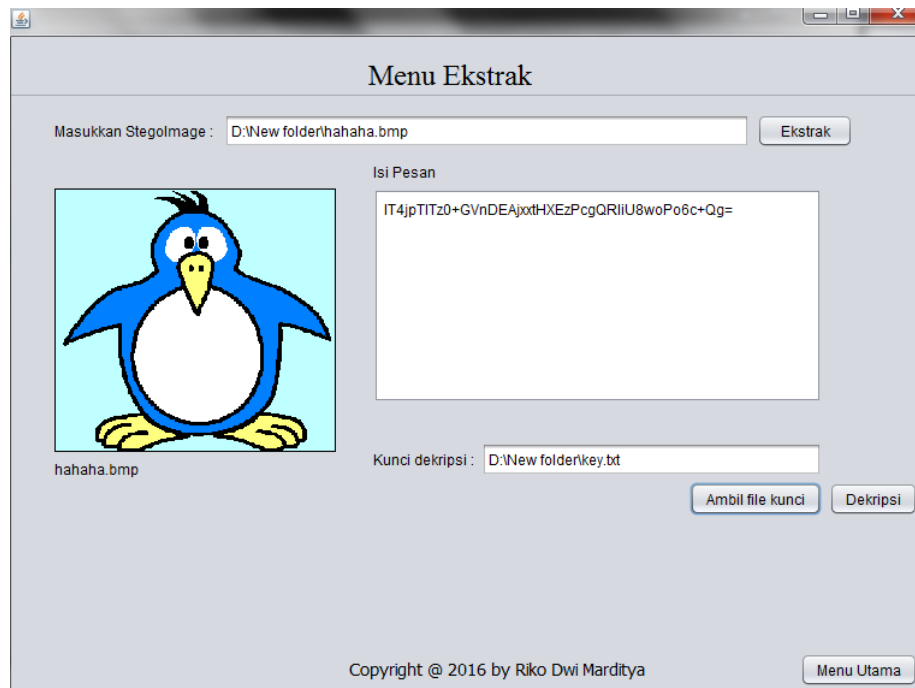 Menu Ekstrak
Masukkan StegoImage : D:\New folder\hahaha.bmp Ekstrak
Isi Pesan
IT4jpTITz0+GVnDEAjxxtHXEzPcgQRIiU8woPo6c+Qg=
hahaha.bmp
Kunci dekripsi : D:\New folder\key.txt
Ambil file kunci Dekripsi
Copyright @ 2016 by Riko Dwi Marditya
Menu Utama